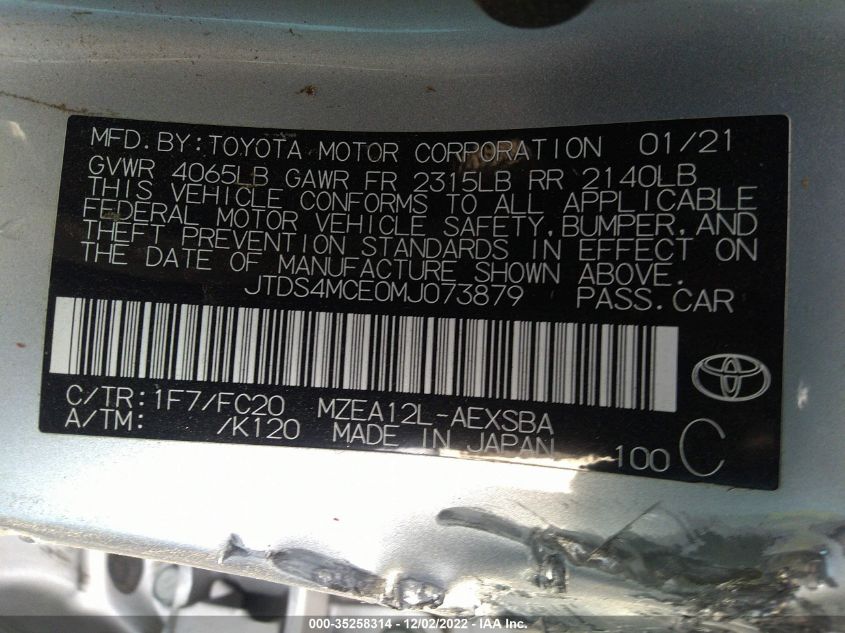 MFD. BY: TOYOTA MOTOR CORPORATION 01/21
GVWR 4065LB GAWR FR 2315LB RR 2140LB
THIS VEHICLE CONFORMS TO ALL APPLICABLE
FEDERAL MOTOR VEHICLE SAFETY, BUMPER, AND
THEFT PREVENTION STANDARDS IN EFFECT ON
THE DATE OF MANUFACTURE SHOWN ABOVE.
JTDS4MCE0MJ073879 PASS. CAR
C/TR: 1F7/FC20 MZEA12L-AEXSBA
A/TM: /K120 MADE IN JAPAN 100 C
000-35258314 - 12/02/2022 - IAA Inc.